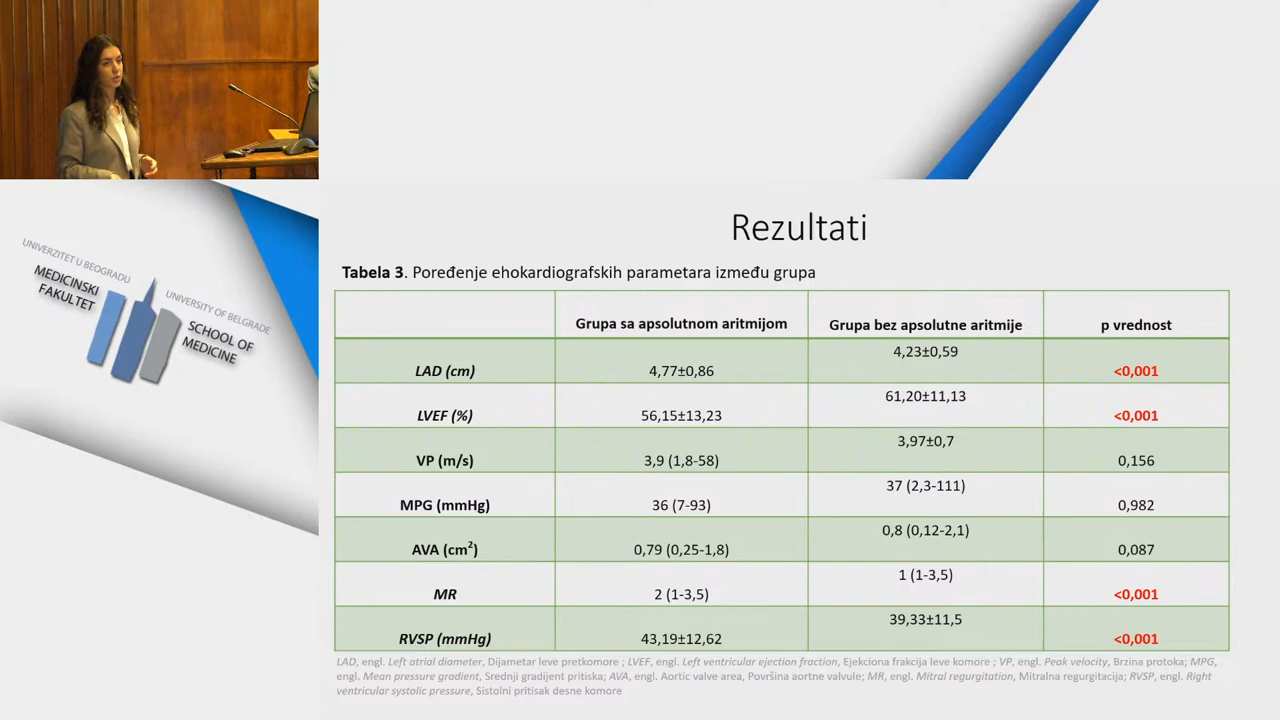 UNIVERZITET U BEOGRADU
MEDICINSKI
FAKULTET
UNIVERSITY OF BELGRADE
SCHOOL OF
MEDICINE
Rezultati
Tabela 3. Poređenje ehokardiografskih parametara između grupa
Grupa sa apsolutnom aritmijom Grupa bez apsolutne aritmije p vrednost
LAD (cm) 4,77±0,86 4,23±0,59 <0,001
LVEF (%) 56,15±13,23 61,20±11,13 <0,001
VP (m/s) 3,9 (1,8-58) 3,97±0,7 0,156
MPG (mmHg) 36 (7-93) 37 (2,3-111) 0,982
AVA (cm²) 0,79 (0,25-1,8) 0,8 (0,12-2,1) 0,087
MR 2 (1-3,5) 1 (1-3,5) <0,001
RVSP (mmHg) 43,19±12,62 39,33±11,5 <0,001
LAD, engl. Left atrial diameter, Dijametar leve pretkomore ; LVEF, engl. Left ventricular ejection fraction, Ejekciona frakcija leve komore ; VP, engl. Peak velocity, Brzina protoka; MPG,
engl. Mean pressure gradient, Srednji gradijent pritiska; AVA, engl. Aortic valve area, Površina aortne valvule; MR, engl. Mitral regurgitation, Mitralna regurgitacija; RVSP, engl. Right
ventricular systolic pressure, Sistolni pritisak desne komore